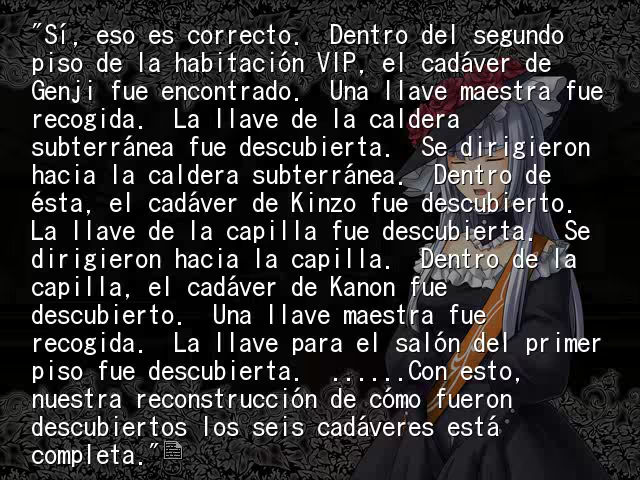 "Sí, eso es correcto.  Dentro del segundo
piso de la habitación VIP, el cadáver de
Genji fue encontrado.  Una llave maestra fue
recogida.  La llave de la caldera
subterránea fue descubierta.  Se dirigieron
hacia la caldera subterránea.  Dentro de
ésta, el cadáver de Kinzo fue descubierto.
La llave de la capilla fue descubierta.  Se
dirigieron hacia la capilla.  Dentro de la
capilla, el cadáver de Kanon fue
descubierto.  Una llave maestra fue
recogida.  La llave para el salón del primer
piso fue descubierta.  ......Con esto,
nuestra reconstrucción de cómo fueron
descubiertos los seis cadáveres está
completa."